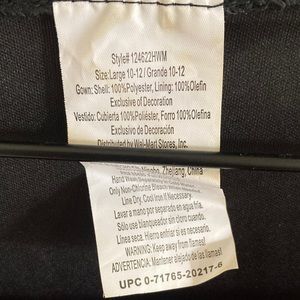 Style# 124622HWM
Size: Large 10-12 / Grande 10-12
Gown: Shell: 100%Polyester, Lining: 100%Olefin
Exclusive of Decoration
Vestido: Cubierta 100%Poliéster, Forro 100%Olefina
Exclusivo de Decoración
Distributed by Wal-Mart Stores, Inc.
Ningbo, Zhejiang, China
Hand Wash
Only Non-Chlorine Bleach When
Line Dry, Cool Iron if Necessary.
Lavar a mano por separado en agua fría.
Sólo use blanqueador sin cloro cuando
Línea seca. Hierro enfriar si es necesario.
WARNING: Keep away from flames!
ADVERTENCIA: Mantener alejado de las llamas!
UPC 0-71765-20217-6